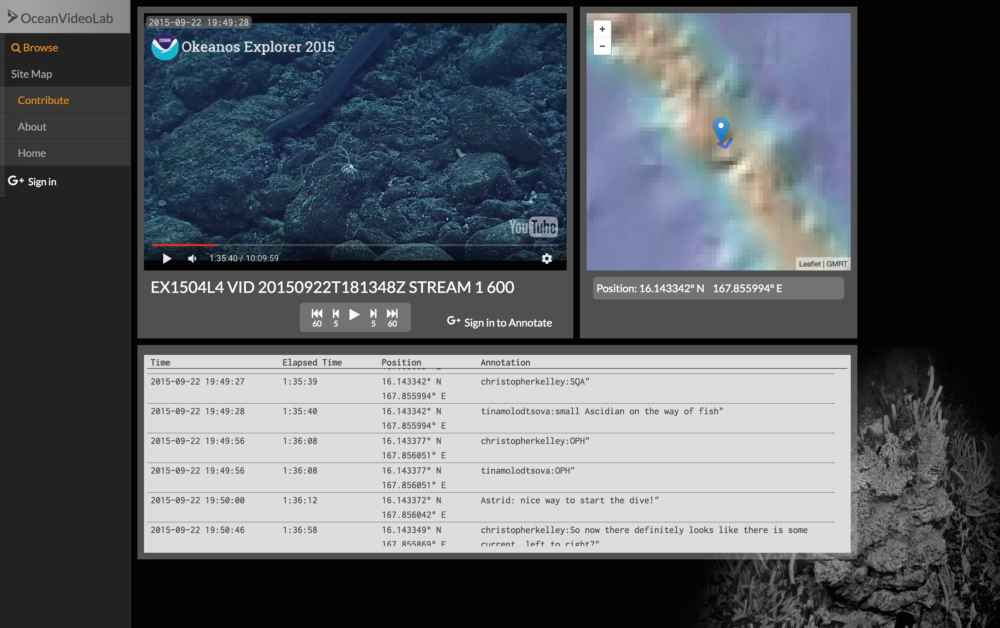 OceanVideoLab
Browse
Site Map
Contribute
About
Home
G+ Sign in
2015-09-22 19:49:28
NOAA
Okeanos Explorer 2015
YouTube
1:35:40 / 10:09:59
EX1504L4 VID 20150922T181348Z STREAM 1 600
60 5 5 60
G+ Sign in to Annotate
+
−
Leaflet | GMRT
Position: 16.143342° N 167.855994° E
Time Elapsed Time Position Annotation
2015-09-22 19:49:27 1:35:39 16.143342° N christopherkelley:SQA”
167.855994° E
2015-09-22 19:49:28 1:35:40 16.143342° N tinamolodtsova:small Ascidian on the way of fish”
167.855994° E
2015-09-22 19:49:56 1:36:08 16.143377° N christopherkelley:OPH”
167.856051° E
2015-09-22 19:49:56 1:36:08 16.143377° N tinamolodtsova:OPH”
167.856051° E
2015-09-22 19:50:00 1:36:12 16.143372° N Astrid: nice way to start the dive!”
167.856042° E
2015-09-22 19:50:46 1:36:58 16.143349° N christopherkelley:So now there definitely looks like there is some
167.855869° E current left to right?”